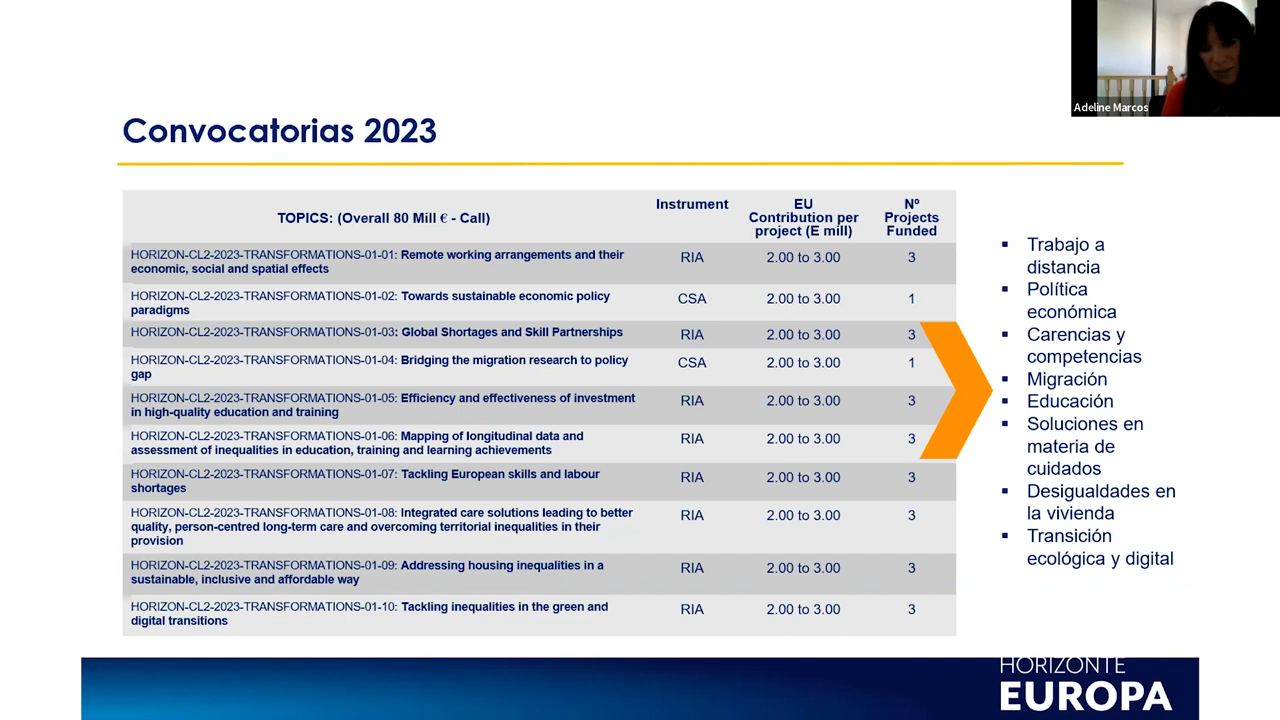 Adeline Marcos
Convocatorias 2023
TOPICS: (Overall 80 Mill € - Call)
Instrument
EU
Contribution per
project (E mill)
Nº
Projects
Funded
HORIZON-CL2-2023-TRANSFORMATIONS-01-01: Remote working arrangements and their
economic, social and spatial effects
RIA
2.00 to 3.00
3
HORIZON-CL2-2023-TRANSFORMATIONS-01-02: Towards sustainable economic policy
paradigms
CSA
2.00 to 3.00
1
HORIZON-CL2-2023-TRANSFORMATIONS-01-03: Global Shortages and Skill Partnerships
RIA
2.00 to 3.00
3
HORIZON-CL2-2023-TRANSFORMATIONS-01-04: Bridging the migration research to policy
gap
CSA
2.00 to 3.00
1
HORIZON-CL2-2023-TRANSFORMATIONS-01-05: Efficiency and effectiveness of investment
in high-quality education and training
RIA
2.00 to 3.00
3
HORIZON-CL2-2023-TRANSFORMATIONS-01-06: Mapping of longitudinal data and
assessment of inequalities in education, training and learning achievements
RIA
2.00 to 3.00
3
HORIZON-CL2-2023-TRANSFORMATIONS-01-07: Tackling European skills and labour
shortages
RIA
2.00 to 3.00
3
HORIZON-CL2-2023-TRANSFORMATIONS-01-08: Integrated care solutions leading to better
quality, person-centred long-term care and overcoming territorial inequalities in their
provision
RIA
2.00 to 3.00
3
HORIZON-CL2-2023-TRANSFORMATIONS-01-09: Addressing housing inequalities in a
sustainable, inclusive and affordable way
RIA
2.00 to 3.00
3
HORIZON-CL2-2023-TRANSFORMATIONS-01-10: Tackling inequalities in the green and
digital transitions
RIA
2.00 to 3.00
3
▪ Trabajo a
distancia
▪ Política
económica
▪ Carencias y
competencias
▪ Migración
▪ Educación
▪ Soluciones en
materia de
cuidados
▪ Desigualdades en
la vivienda
▪ Transición
ecológica y digital
HORIZONTE
EUROPA